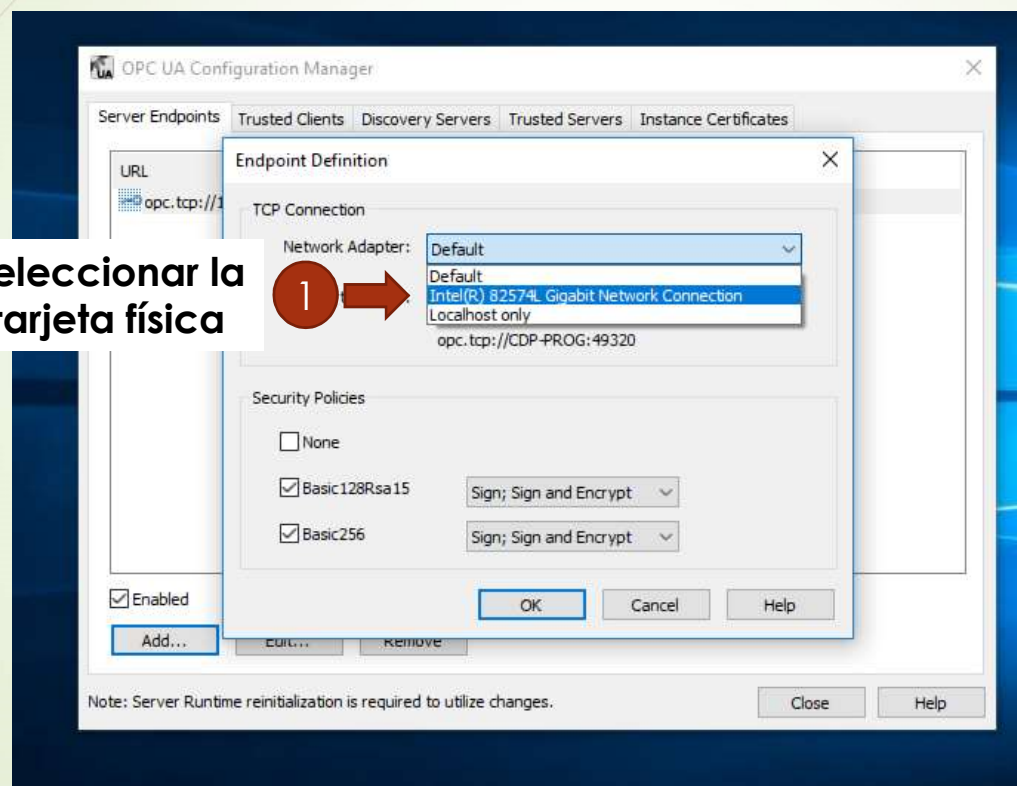 OPC UA Configuration Manager
Server Endpoints Trusted Clients Discovery Servers Trusted Servers Instance Certificates
URL
opc.tcp://1
Endpoint Definition
TCP Connection
Network Adapter: Default
Default
Intel(R) 82574L Gigabit Network Connection
Localhost only
opc.tcp://CDP-PROG:49320
eleccionar la
tarjeta física
1
Security Policies
None
Basic128Rsa15 Sign; Sign and Encrypt
Basic256 Sign; Sign and Encrypt
OK Cancel Help
Enabled
Add... Edit... Remove
Note: Server Runtime reinitialization is required to utilize changes.
Close Help